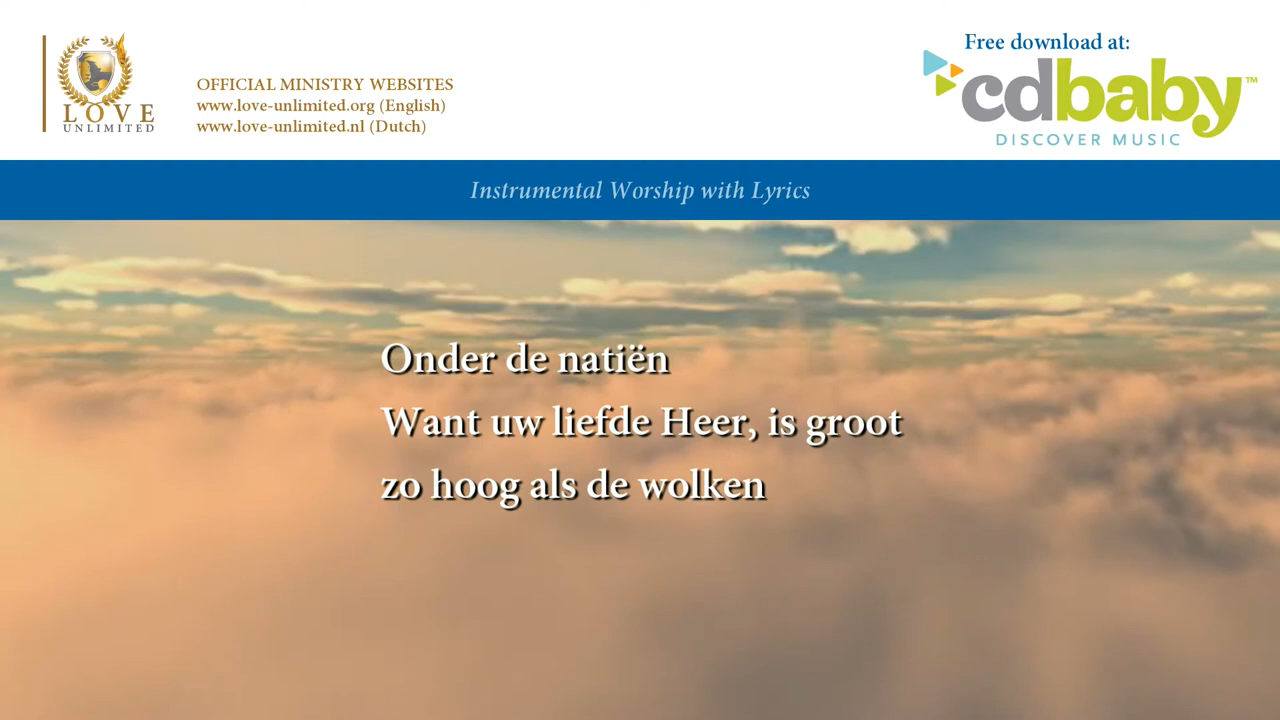 LOVE
UNLIMITED
OFFICIAL MINISTRY WEBSITES
www.love-unlimited.org (English)
www.love-unlimited.nl (Dutch)
Free download at:
cdbaby™
DISCOVER MUSIC
Instrumental Worship with Lyrics
Onder de natiën
Want uw liefde Heer, is groot
zo hoog als de wolken